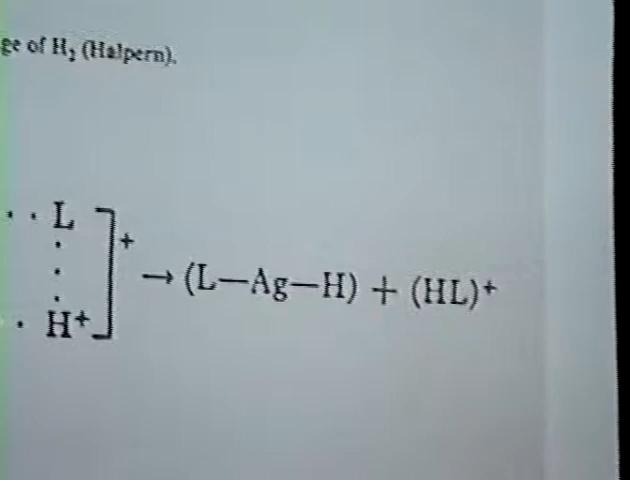 ge of H₂ (Halpern).
· · L
+
→ (L—Ag—H) + (HL)⁺
· H⁺